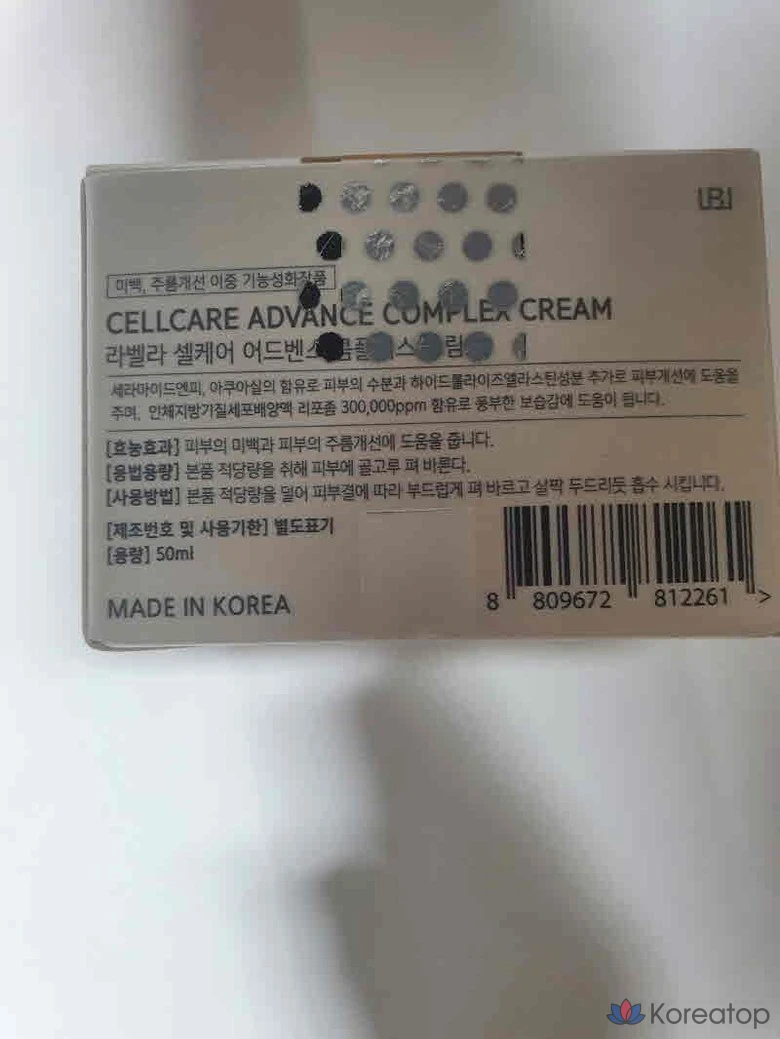 LBL
미백, 주름개선 이중 기능성화장품
CELLCARE ADVANCE COMPLEX CREAM
라벨라 셀케어 어드벤스 림
세라마이드엔피, 아쿠아실의 함유로 피부의 수분과 하이드롤라이즈엘라스틴성분 추가로 피부개선에 도움을
주며, 인체지방기질세포배양액 리포좀 300,000ppm 함유로 풍부한 보습감에 도움이 됩니다.
[효능효과] 피부의 미백과 피부의 주름개선에 도움을 줍니다.
[용법용량] 본품 적당량을 취해 피부에 골고루 펴 바른다.
[사용방법] 본품 적당량을 덜어 피부결에 따라 부드럽게 펴 바르고 살짝 두드리듯 흡수 시킵니다.
[제조번호 및 사용기한] 별도표기
[용량] 50ml
MADE IN KOREA
8 809672 812261 >
Koreatop